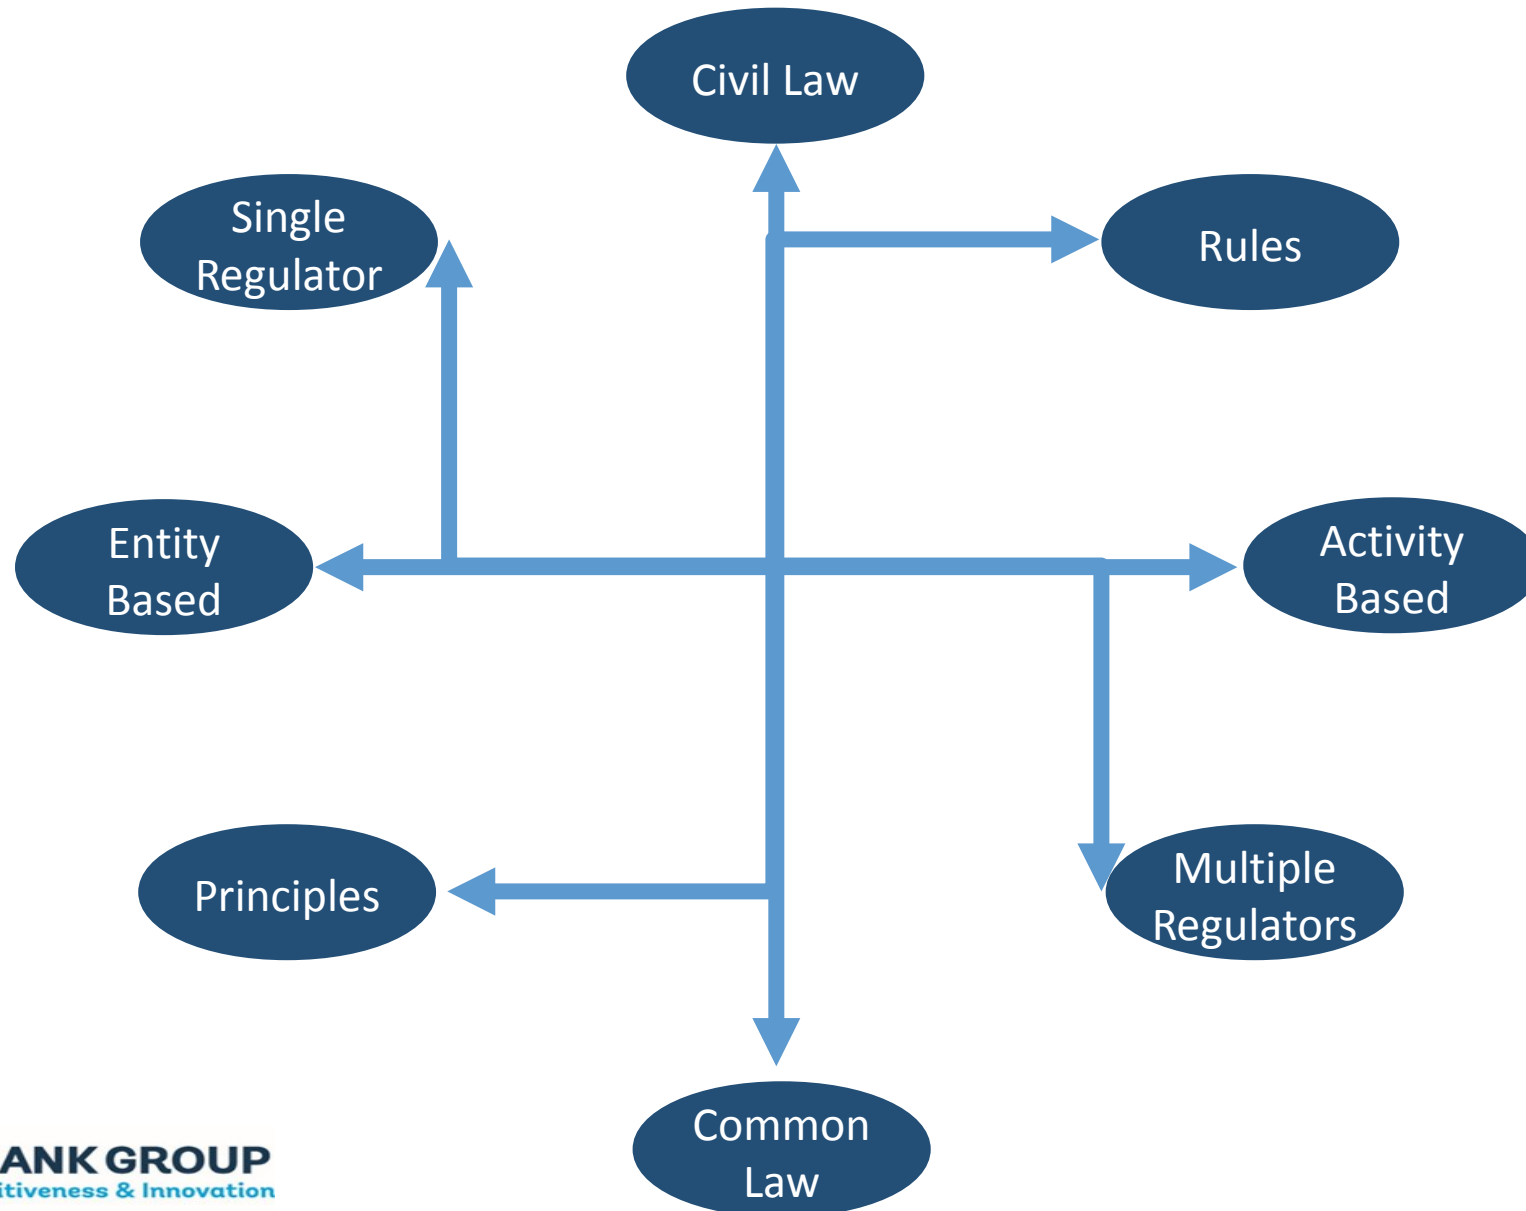 Civil Law
Single
Regulator
Rules
Entity
Based
Activity
Based
Principles
Multiple
Regulators
Common
Law
ANK GROUP
itiveness & Innovation